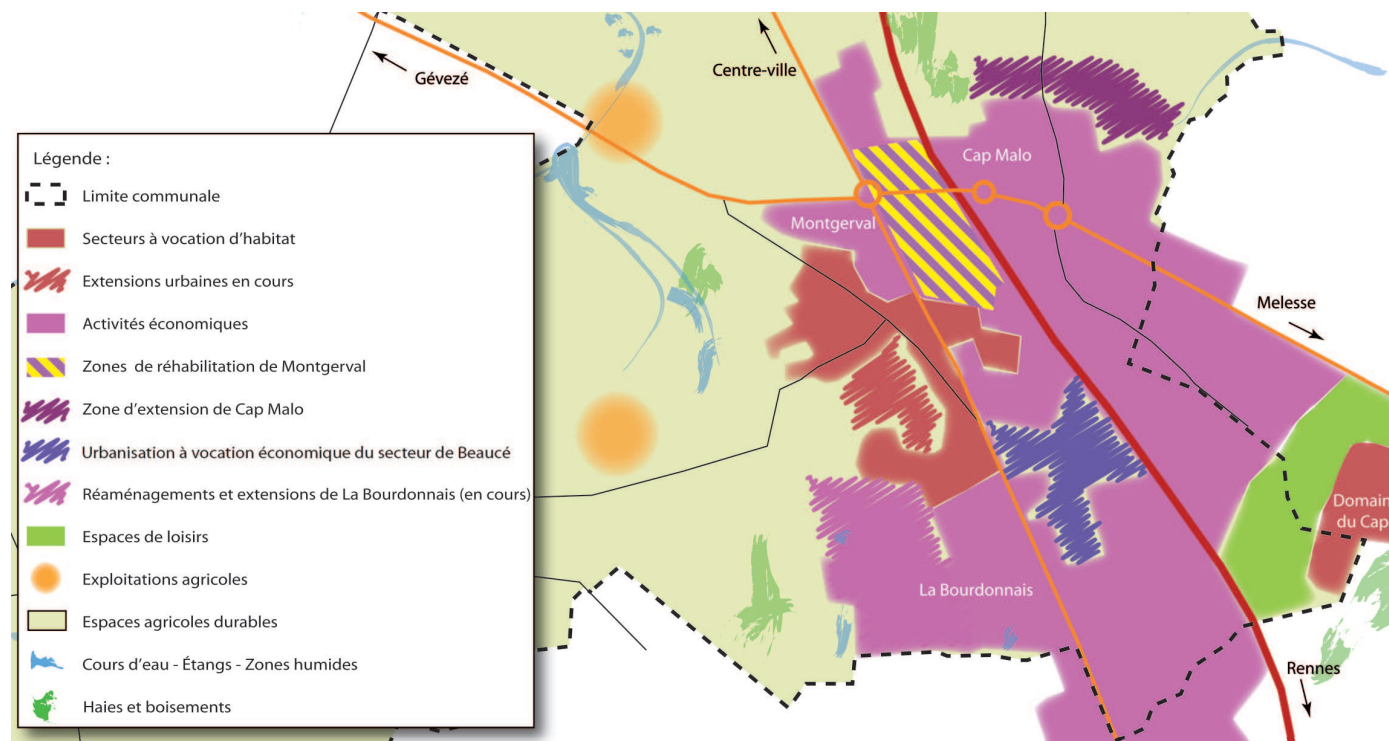 Légende :
Limite communale
Secteurs à vocation d'habitat
Extensions urbaines en cours
Activités économiques
Zones de réhabilitation de Montgerval
Zone d'extension de Cap Malo
Urbanisation à vocation économique du secteur de Beaucé
Réaménagements et extensions de La Bourdonnais (en cours)
Espaces de loisirs
Exploitations agricoles
Espaces agricoles durables
Cours d'eau - Étangs - Zones humides
Haies et boisements
Gévezé
Centre-ville
Cap Malo
Montgerval
Melesse
Domain
du Cap
La Bourdonnais
Rennes